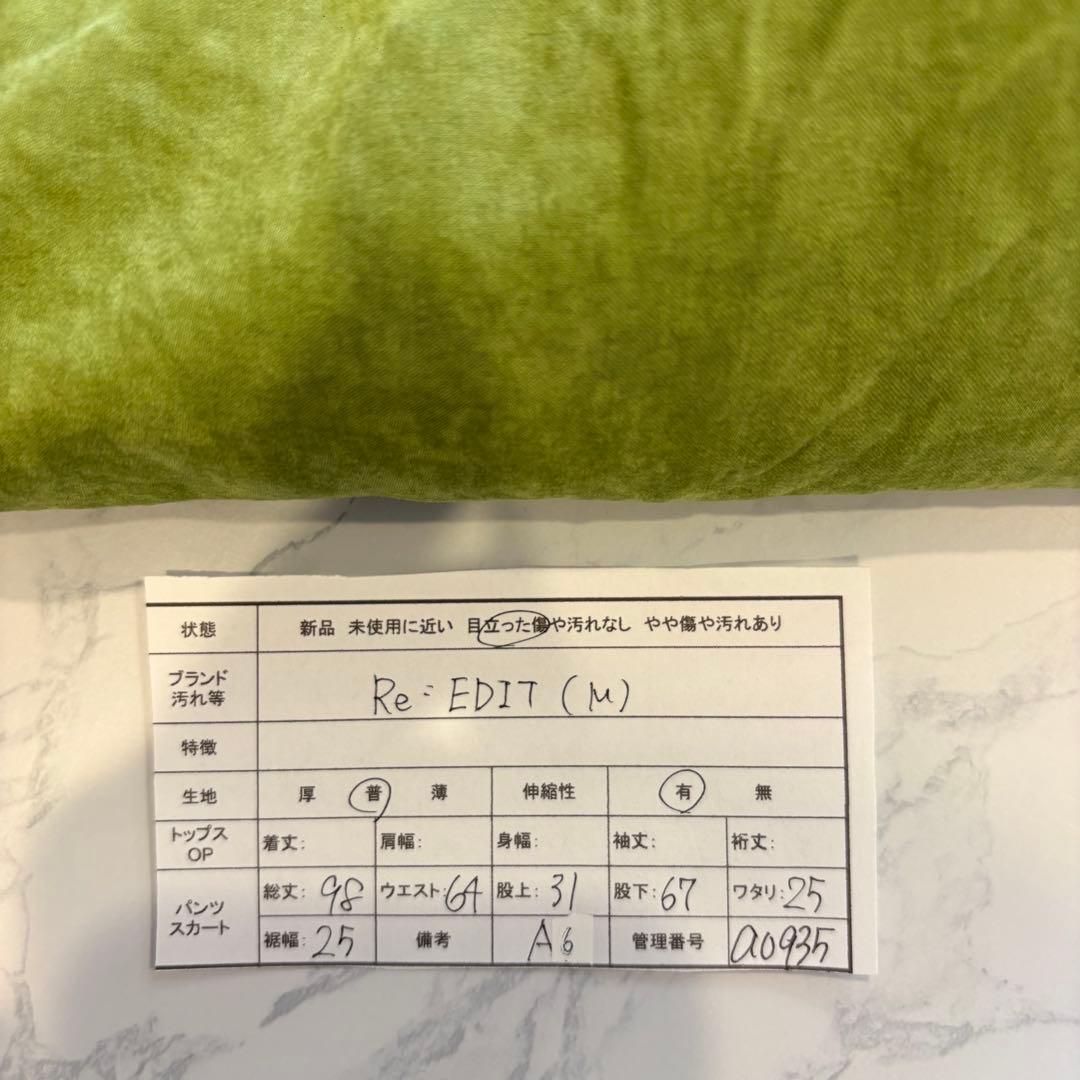 状態 新品 未使用に近い 目立った傷や汚れなし やや傷や汚れあり
ブランド
汚れ等
Re:EDIT (M)
特徴
生地 厚 普 薄 伸縮性 有 無
トップス
OP
着丈: 肩幅: 身幅: 袖丈: 裄丈:
パンツ
スカート
総丈: 98 ウエスト: 64 股上: 31 股下: 67 ワタリ: 25
裾幅: 25 備考 A6 管理番号 a0935